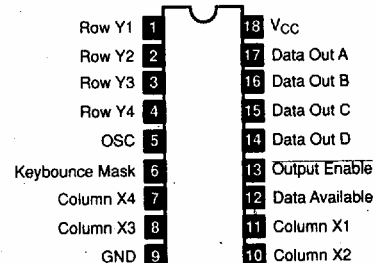 Row Y1 1 18 VCC
Row Y2 2 17 Data Out A
Row Y3 3 16 Data Out B
Row Y4 4 15 Data Out C
OSC 5 14 Data Out D
Keybounce Mask 6 13 Output Enable
Column X4 7 12 Data Available
Column X3 8 11 Column X1
GND 9 10 Column X2